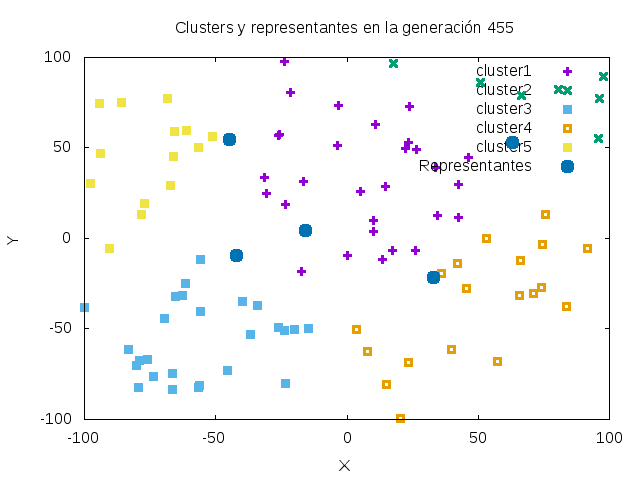 Clusters y representantes en la generación 455
100
50
0
-50
-100
-100
-50
0
50
100
Y
X
cluster1
cluster2
cluster3
cluster4
cluster5
Representantes